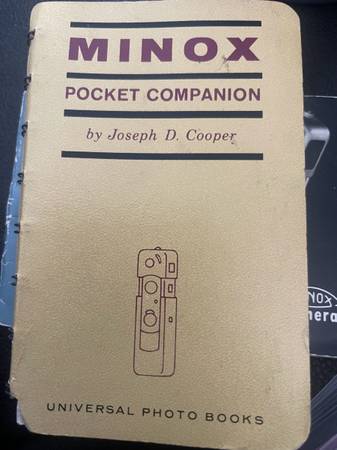 MINOX
POCKET COMPANION
by Joseph D. Cooper
UNIVERSAL PHOTO BOOKS